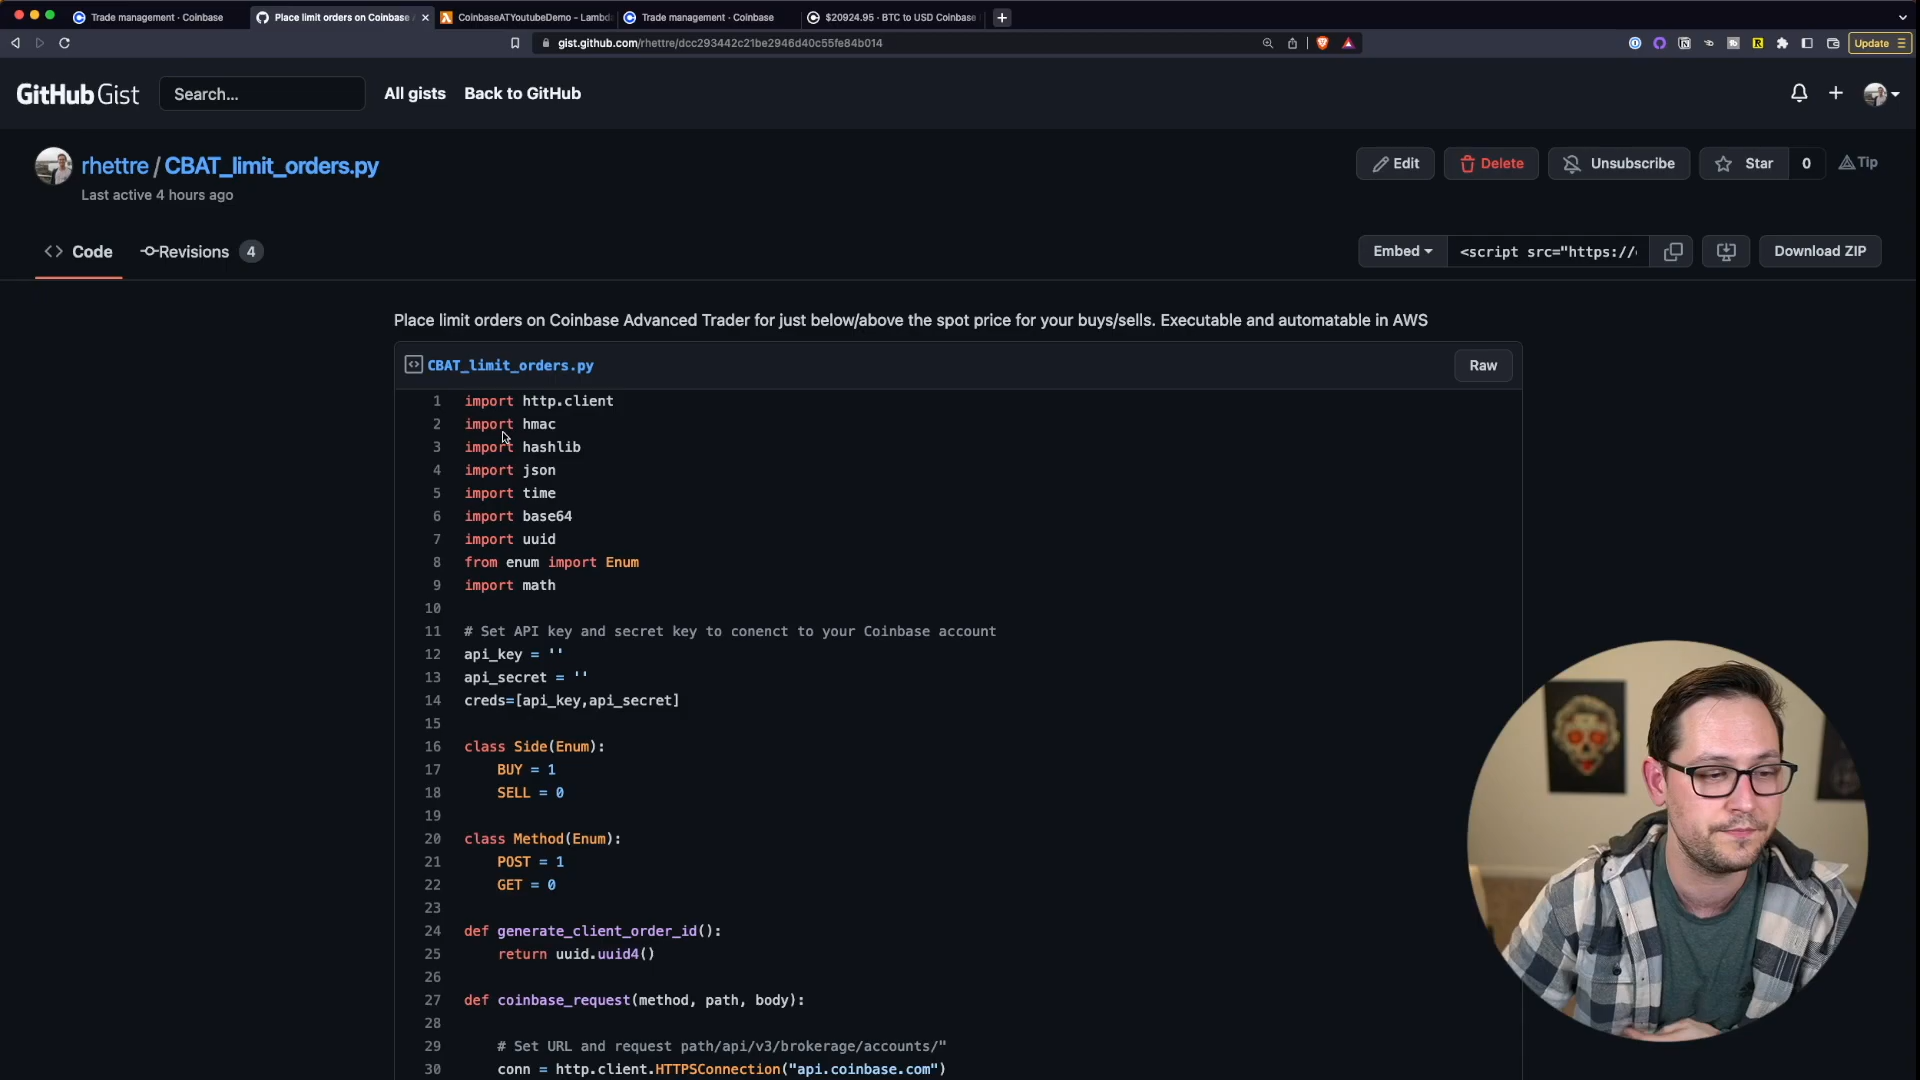 Trade management · Coinbase
Place limit orders on Coinbase
CoinbaseATYoutubeDemo - Lambd
Trade management · Coinbase
$20924.95 · BTC to USD Coinbase
gist.github.com/rhettre/dcc293442c21be2946d40c55fe84b014
Update
GitHub Gist
Search...
All gists
Back to GitHub
rhettre / CBAT_limit_orders.py
Last active 4 hours ago
Edit
Delete
Unsubscribe
Star
0
Tip
Code
Revisions 4
Embed
<script src="https://
Download ZIP
Place limit orders on Coinbase Advanced Trader for just below/above the spot price for your buys/sells. Executable and automatable in AWS
CBAT_limit_orders.py
Raw
1 import http.client
2 import hmac
3 import hashlib
4 import json
5 import time
6 import base64
7 import uuid
8 from enum import Enum
9 import math
10
11 # Set API key and secret key to conenct to your Coinbase account
12 api_key = ''
13 api_secret = ''
14 creds=[api_key,api_secret]
15
16 class Side(Enum):
17 BUY = 1
18 SELL = 0
19
20 class Method(Enum):
21 POST = 1
22 GET = 0
23
24 def generate_client_order_id():
25 return uuid.uuid4()
26
27 def coinbase_request(method, path, body):
28
29 # Set URL and request path/api/v3/brokerage/accounts/"
30 conn = http.client.HTTPSConnection("api.coinbase.com")